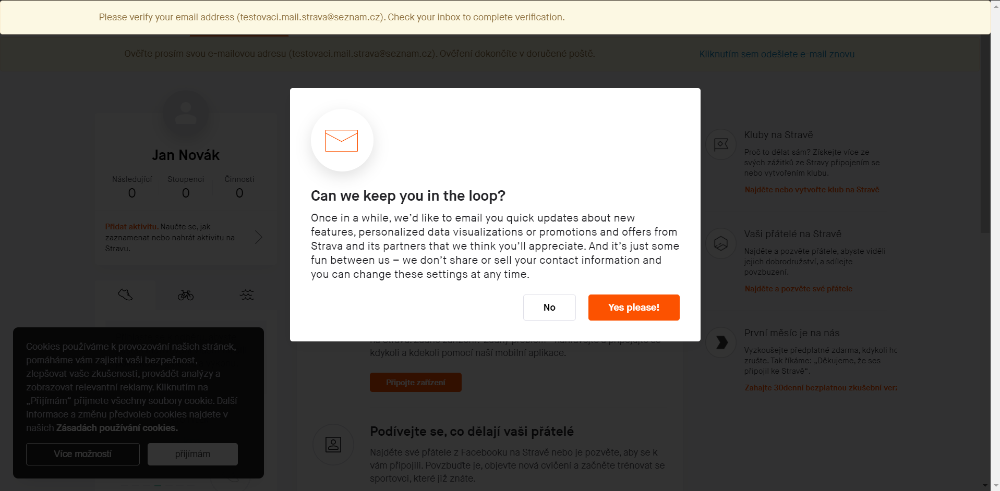 Please verify your email address (testovaci.mail.strava@seznam.cz). Check your inbox to complete verification.
Ověřte prosím svou e-mailovou adresu (testovaci.mail.strava@seznam.cz). Ověření dokončíte v doručené poště.
Kliknutím sem odešlete e-mail znovu
Jan Novák
Následující
Stoupenci
Činnosti
0
0
0
Přidat aktivitu. Naučte se, jak
zaznamenat nebo nahrát aktivitu na
Stravu.
Can we keep you in the loop?
Once in a while, we’d like to email you quick updates about new
features, personalized data visualizations or promotions and offers from
Strava and its partners that we think you’ll appreciate. And it’s just some
fun between us – we don’t share or sell your contact information and
you can change these settings at any time.
No
Yes please!
kdykoli a kdekoli pomocí naší mobilní aplikace.
Připojte zařízení
Podívejte se, co dělají vaši přátelé
Najděte své přátele z Facebooku na Stravě nebo je pozvěte, aby se k
vám připojili. Povzbuďte je, objevte nová cvičení a začněte trénovat se
sportovci, které již znáte.
Kluby na Stravě
Proč to dělat sám? Získejte více ze
svých zážitků ze Stravy připojením se
nebo vytvořením klubu.
Najděte nebo vytvořte klub na Stravě
Vaši přátelé na Stravě
Najděte a pozvěte přátele, abyste viděli
jejich dobrodružství, a sdílejte
povzbuzení.
Najděte a pozvěte své přátele
První měsíc je na nás
Vyzkoušejte předplatné zdarma, kdykoli ho
zrušte. Tak říkáme: „Děkujeme, že ses
připojil ke Stravě“.
Zahajte 30denní bezplatnou zkušební verz
Cookies používáme k provozování našich stránek,
pomáháme vám zajistit vaši bezpečnost,
zlepšovat vaše zkušenosti, provádět analýzy a
zobrazovat relevantní reklamy. Kliknutím na
„Přijímám“ přijmete všechny soubory cookie. Další
informace a změnu předvoleb cookies najdete v
našich Zásadách používání cookies.
Více možností
přijímám